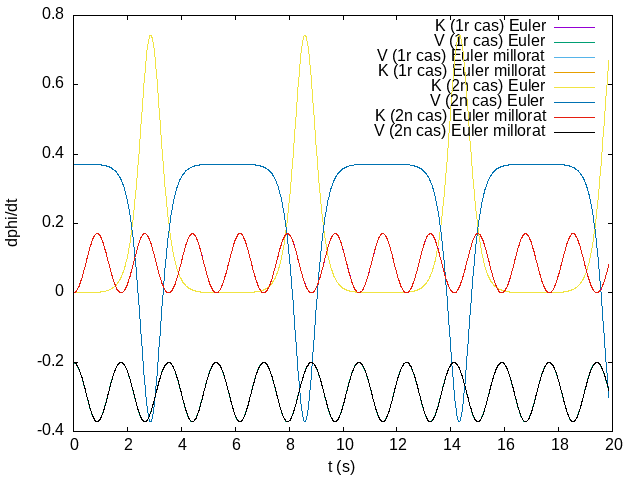 K (1r cas) Euler
V (1r cas) Euler
V (1r cas) Euler millorat
K (1r cas) Euler millorat
K (2n cas) Euler
V (2n cas) Euler
K (2n cas) Euler millorat
V (2n cas) Euler millorat
0.8
0.6
0.4
0.2
0
-0.2
-0.4
dphi/dt
0 2 4 6 8 10 12 14 16 18 20
t (s)